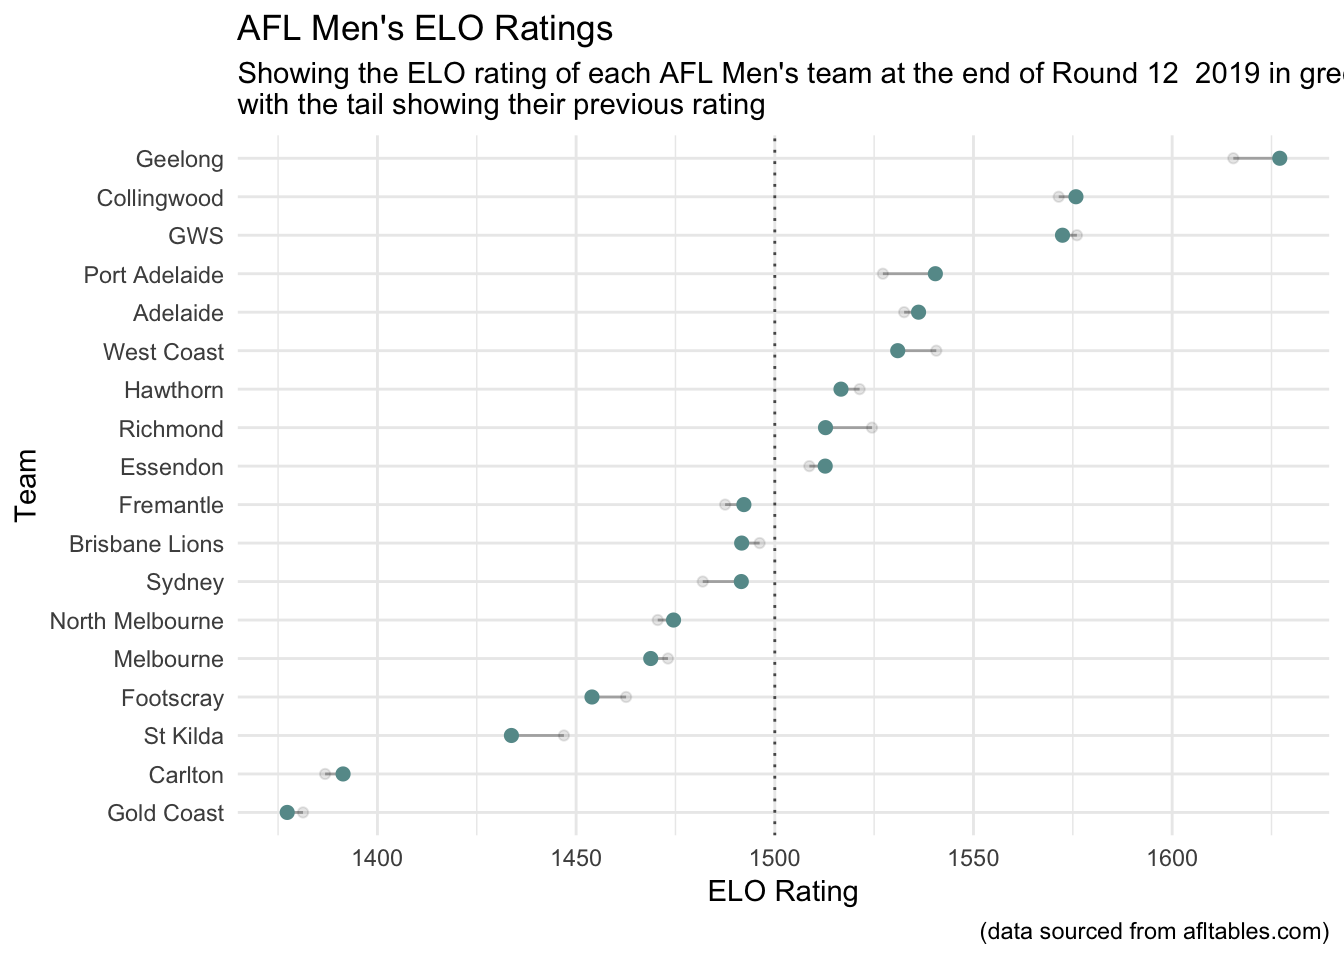 AFL Men's ELO Ratings
Showing the ELO rating of each AFL Men's team at the end of Round 12  2019 in
with the tail showing their previous rating
Geelong
Collingwood
GWS
Port Adelaide
Adelaide
West Coast
Hawthorn
Richmond
Essendon
Fremantle
Brisbane Lions
Sydney
North Melbourne
Melbourne
Footscray
St Kilda
Carlton
Gold Coast
Team
1400 1450 1500 1550 1600
ELO Rating
(data sourced from afltables.com)